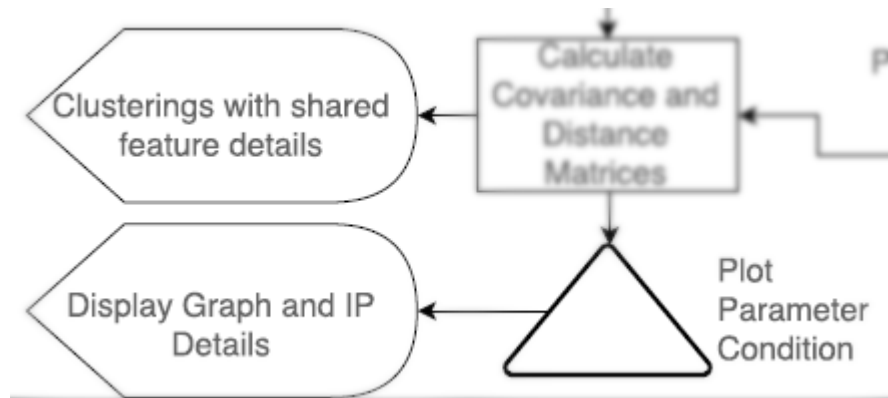 Clusterings with shared
feature details
Calculate
Covariance and
Distance
Matrices
P
Display Graph and IP
Details
Plot
Parameter
Condition